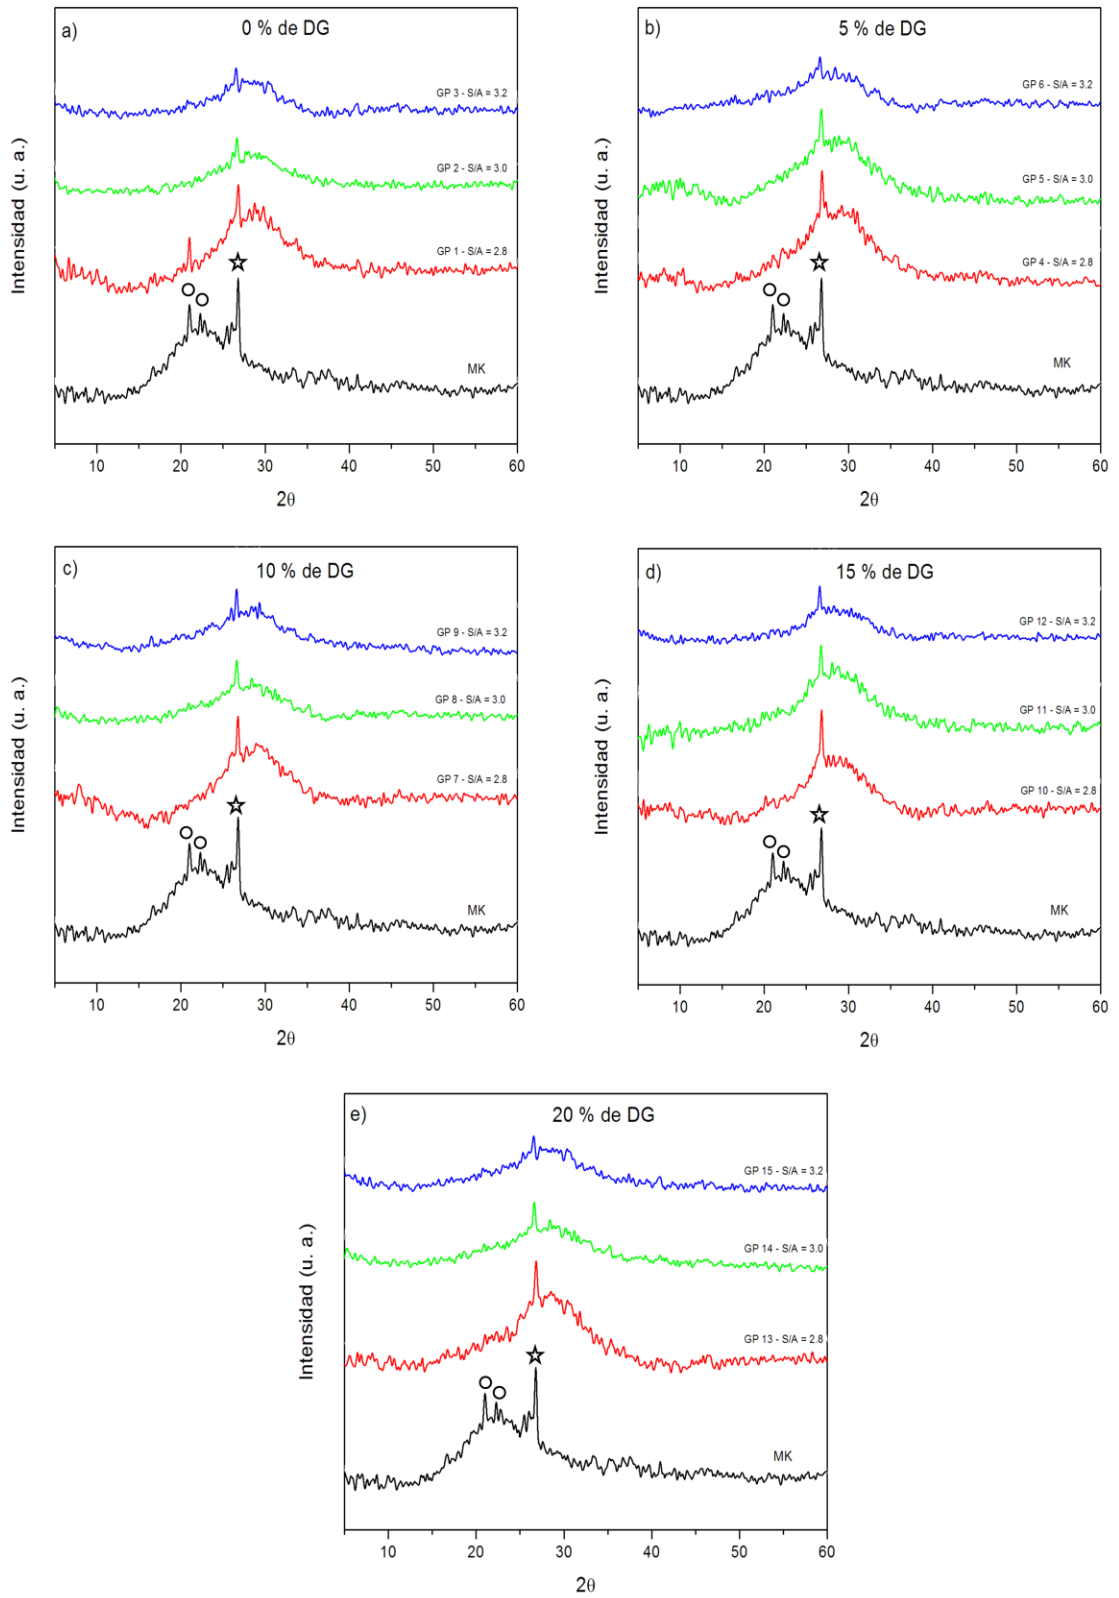 a)
0 % de DG
GP 3 - S/A = 3.2
GP 2 - S/A = 3.0
GP 1 - S/A = 2.8
MK
Intensidad (u. a.)
10 20 30 40 50 60
2θ
b)
5 % de DG
GP 6 - S/A = 3.2
GP 5 - S/A = 3.0
GP 4 - S/A = 2.8
MK
Intensidad (u. a.)
10 20 30 40 50 60
2θ
c)
10 % de DG
GP 9 - S/A = 3.2
GP 8 - S/A = 3.0
GP 7 - S/A = 2.8
MK
Intensidad (u. a.)
10 20 30 40 50 60
2θ
d)
15 % de DG
GP 12 - S/A = 3.2
GP 11 - S/A = 3.0
GP 10 - S/A = 2.8
MK
Intensidad (u. a.)
10 20 30 40 50 60
2θ
e)
20 % de DG
GP 15 - S/A = 3.2
GP 14 - S/A = 3.0
GP 13 - S/A = 2.8
MK
Intensidad (u. a.)
10 20 30 40 50 60
2θ